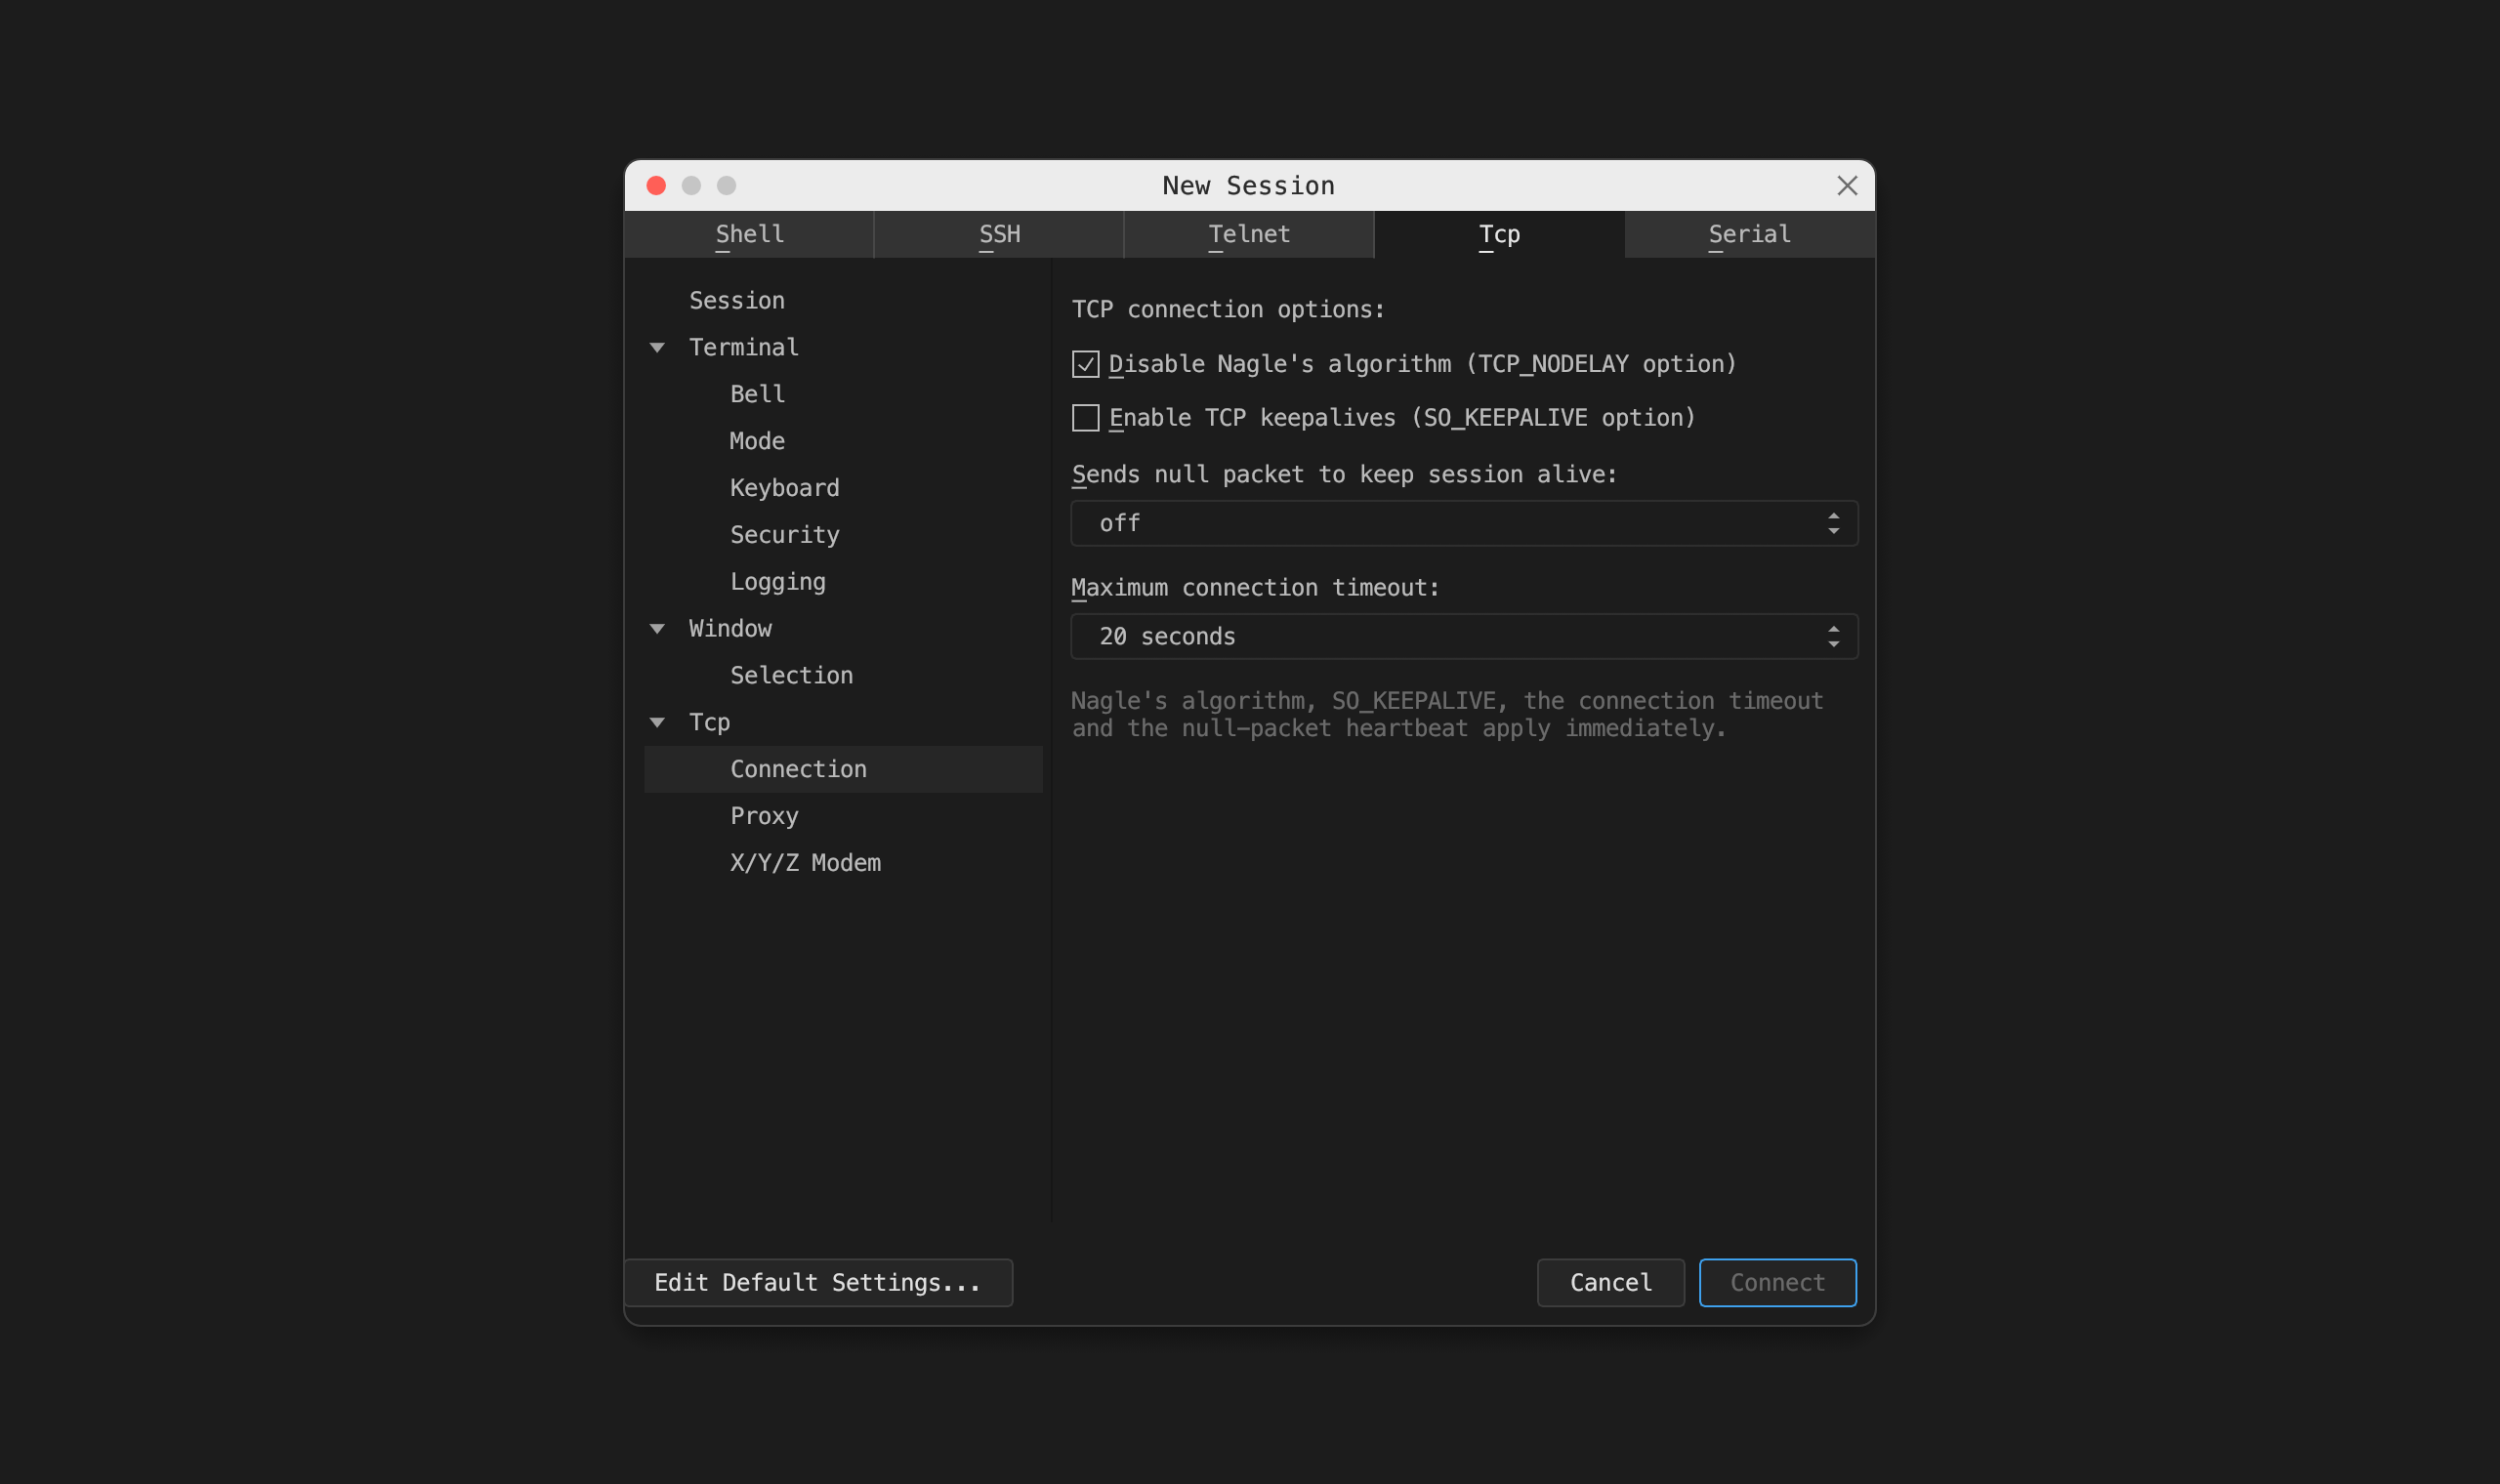 New Session
Shell SSH Telnet Tcp Serial
Session
Terminal
Bell
Mode
Keyboard
Security
Logging
Window
Selection
Tcp
Connection
Proxy
X/Y/Z Modem
TCP connection options:
Disable Nagle's algorithm (TCP_NODELAY option)
Enable TCP keepalives (SO_KEEPALIVE option)
Sends null packet to keep session alive:
off
Maximum connection timeout:
20 seconds
Nagle's algorithm, SO_KEEPALIVE, the connection timeout
and the null-packet heartbeat apply immediately.
Edit Default Settings... Cancel Connect